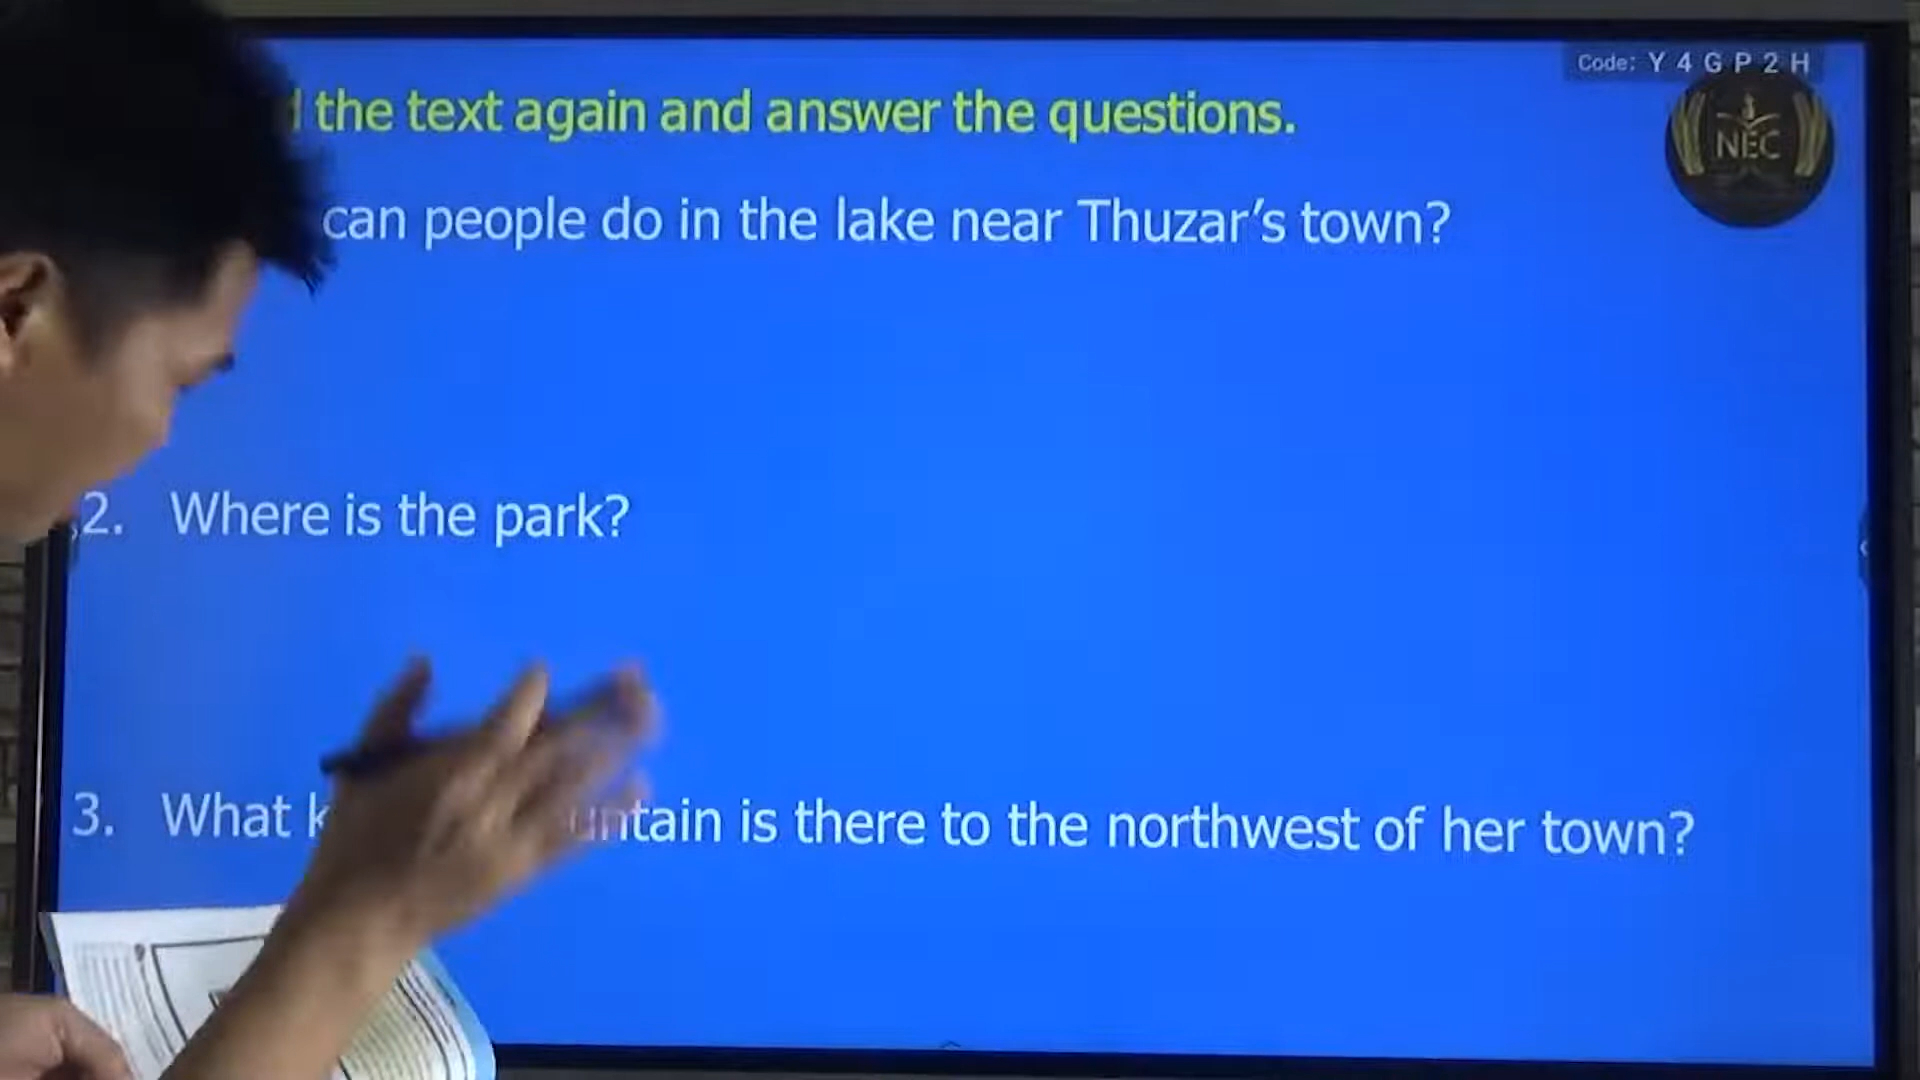 Code: Y 4 G P 2 H
the text again and answer the questions.
NEC
can people do in the lake near Thuzar's town?
2. Where is the park?
3. What is there to the northwest of her town?